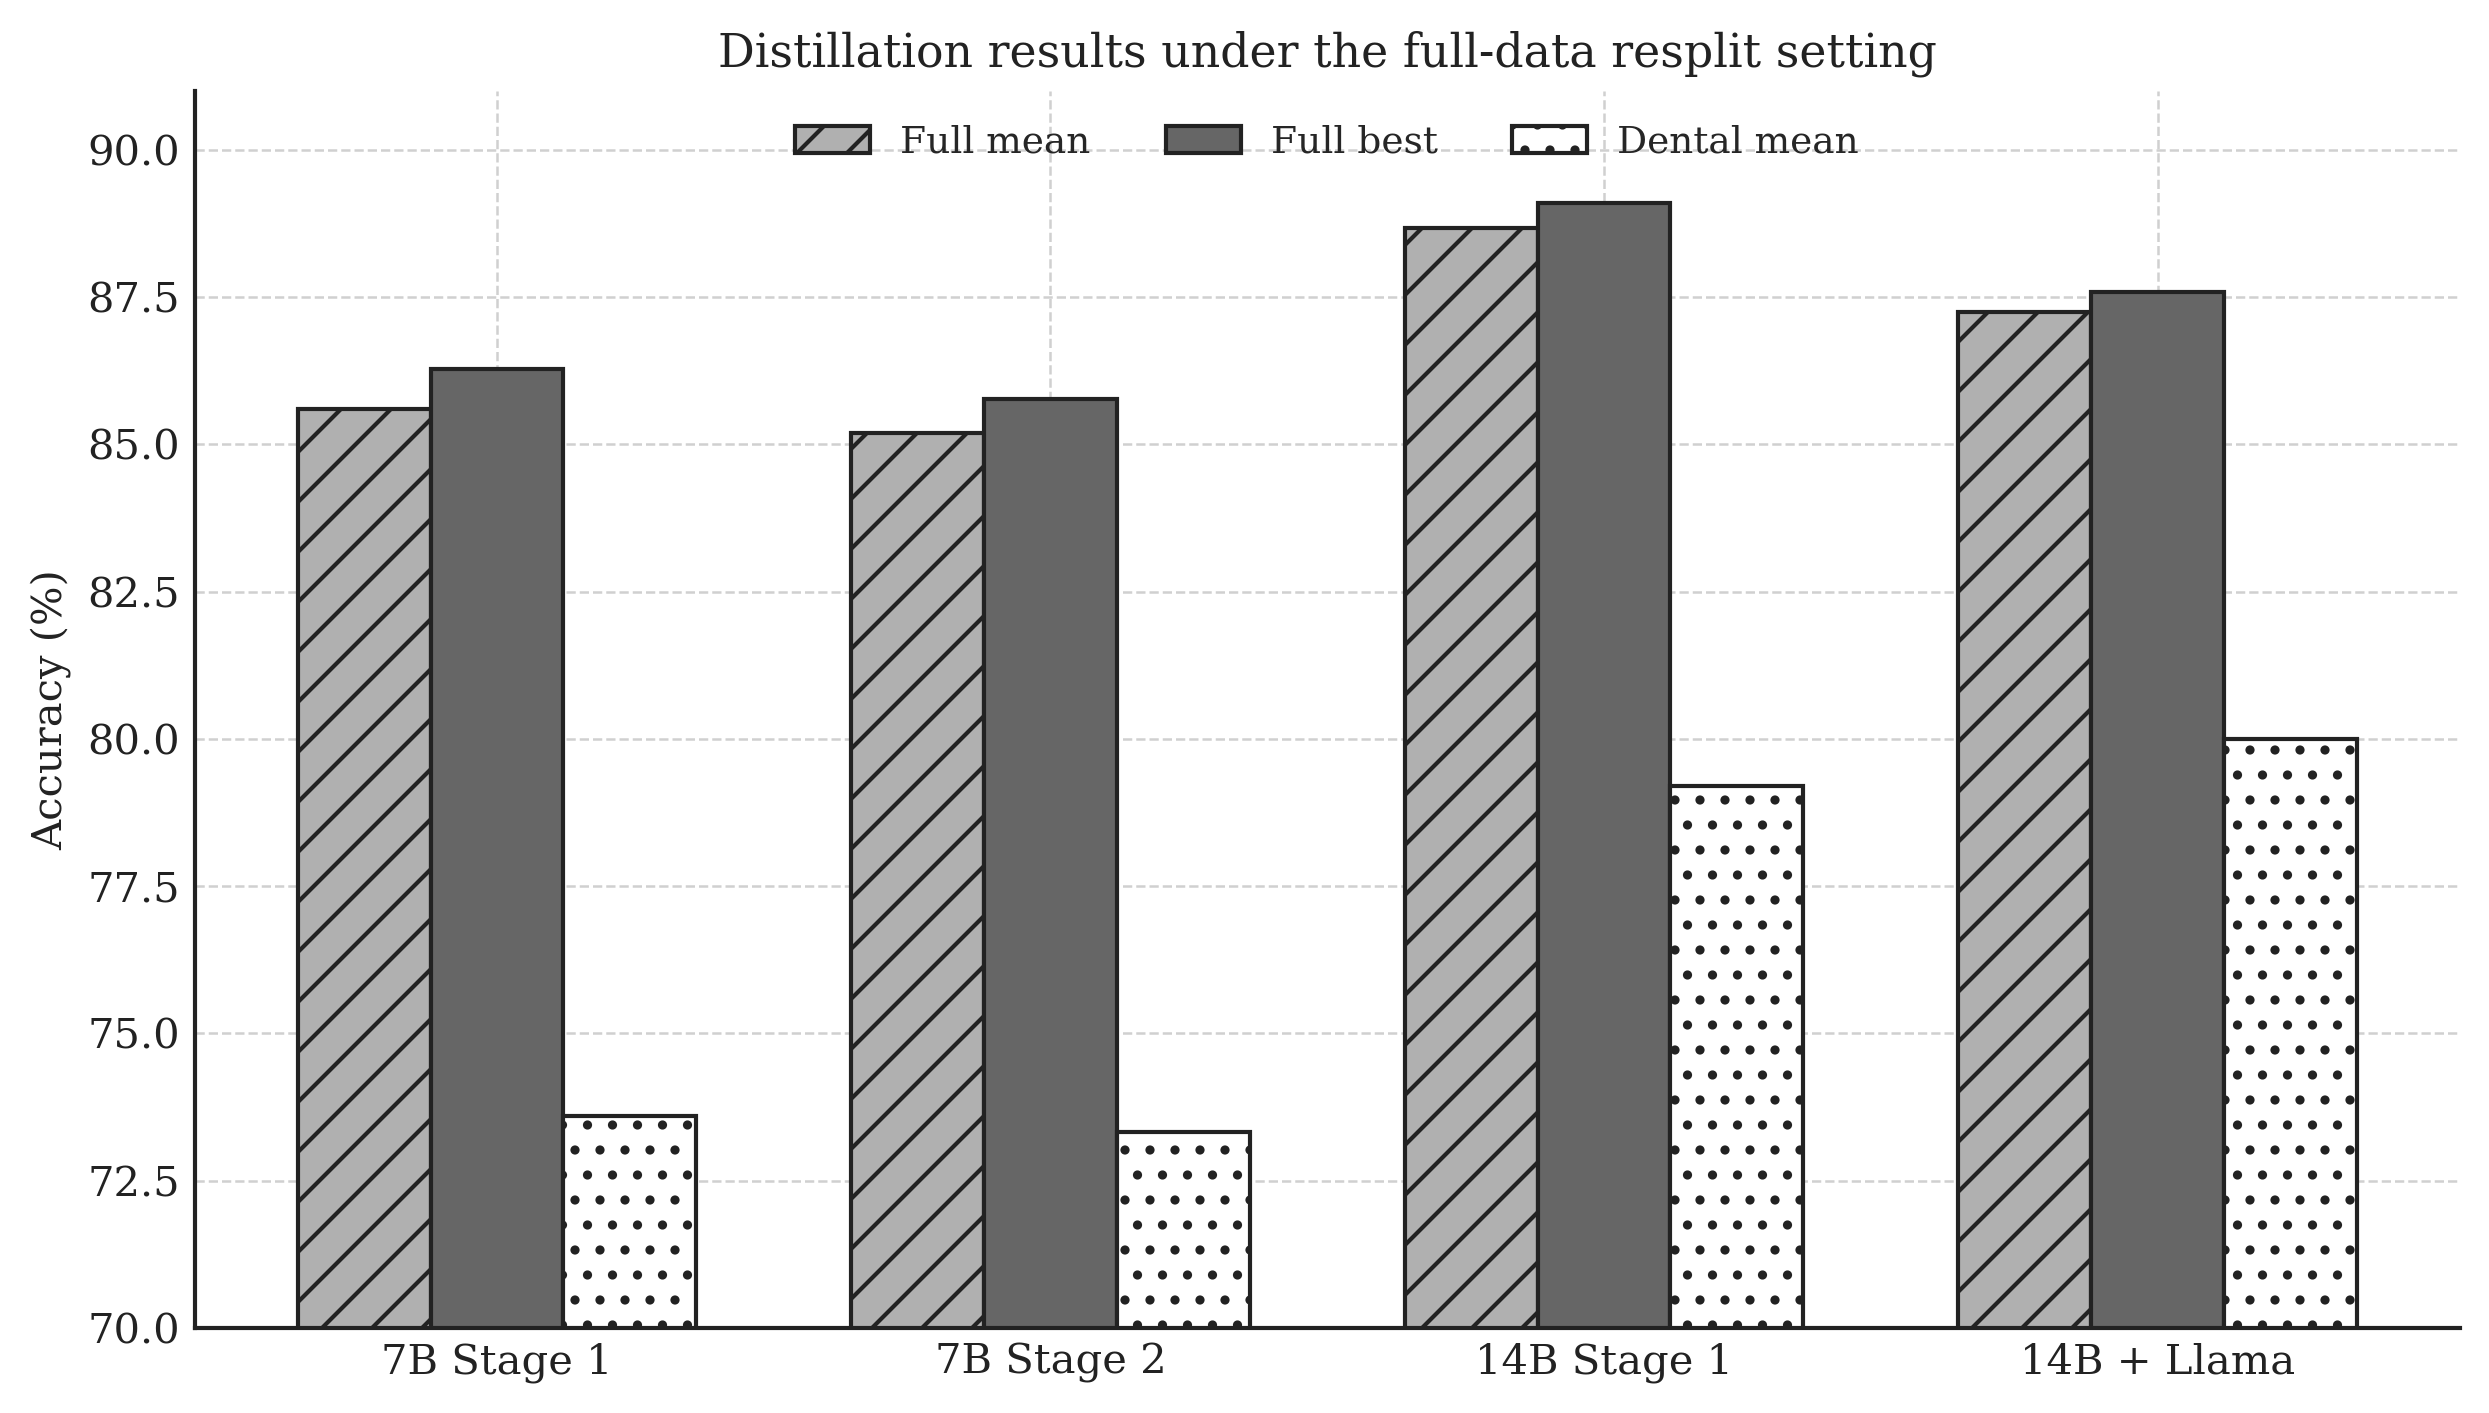 Distillation results under the full-data resplit setting
Full mean
Full best
Dental mean
Accuracy (%)
90.0
87.5
85.0
82.5
80.0
77.5
75.0
72.5
70.0
7B Stage 1
7B Stage 2
14B Stage 1
14B + Llama